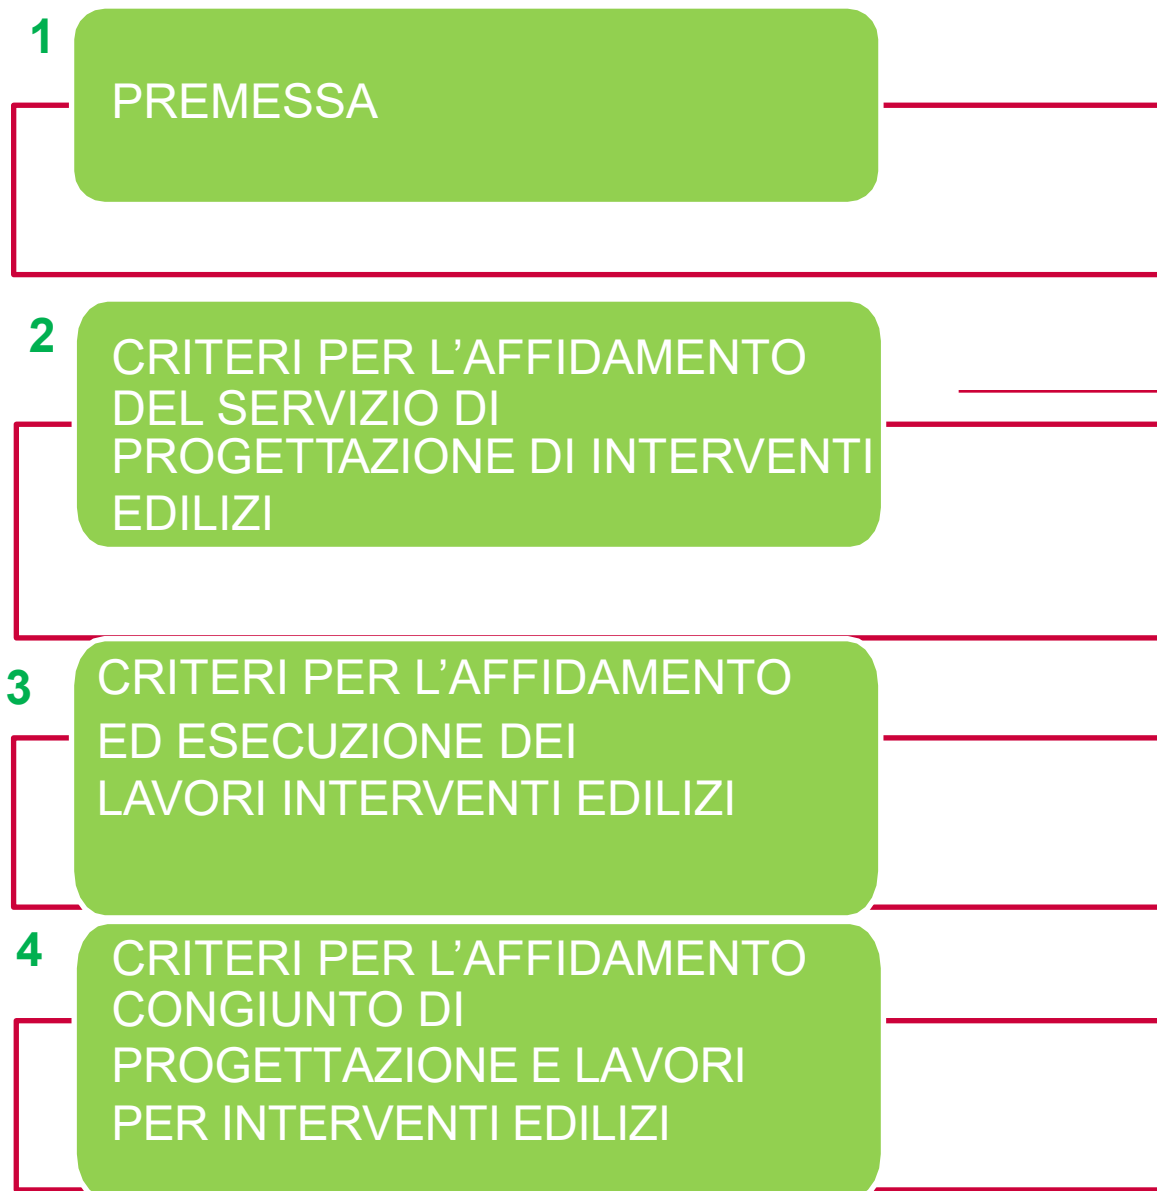 1
PREMESSA
2
CRITERI PER L’AFFIDAMENTO
DEL SERVIZIO DI
PROGETTAZIONE DI INTERVENTI
EDILIZI
3
CRITERI PER L’AFFIDAMENTO
ED ESECUZIONE DEI
LAVORI INTERVENTI EDILIZI
4
CRITERI PER L’AFFIDAMENTO
CONGIUNTO DI
PROGETTAZIONE E LAVORI
PER INTERVENTI EDILIZI